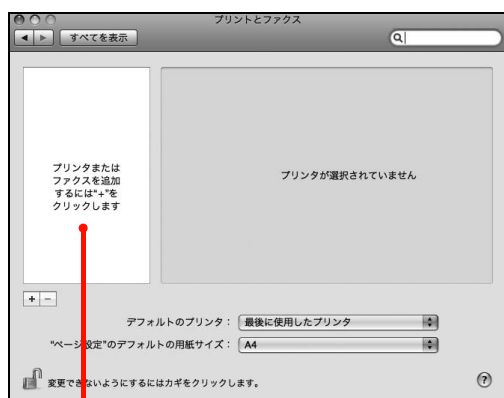 プリントとファクス
すべてを表示
プリンタまたは
ファクスを追加
するには"+"を
クリックします
プリンタが選択されていません
+ −
デフォルトのプリンタ： 最後に使用したプリンタ
"ページ設定"のデフォルトの用紙サイズ： A4
変更できないようにするにはカギをクリックします。
?